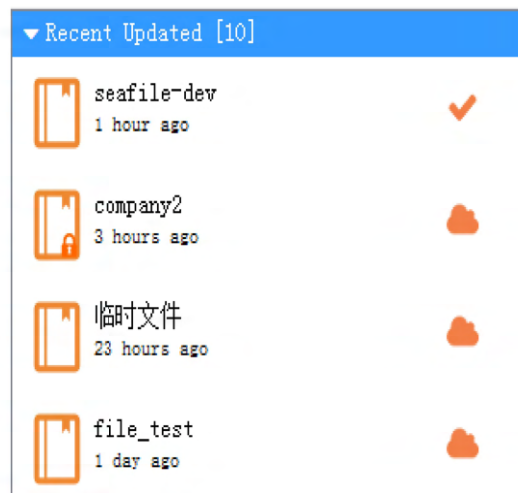 Recent Updated [10]
seafile-dev
1 hour ago
company2
3 hours ago
临时文件
23 hours ago
file_test
1 day ago